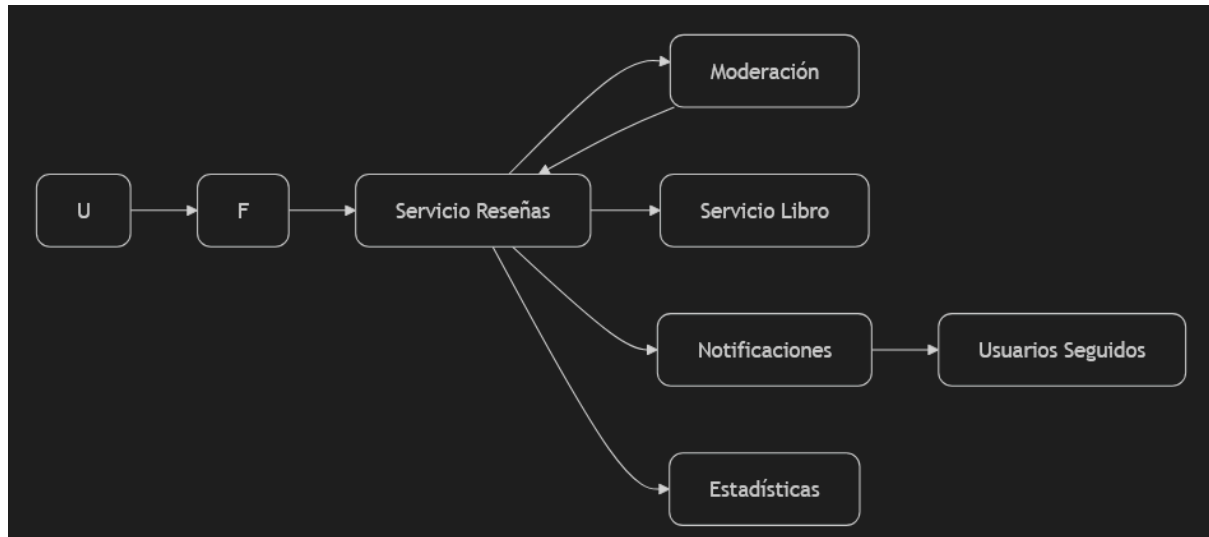 U
F
Servicio Reseñas
Moderación
Servicio Libro
Notificaciones
Usuarios Seguidos
Estadísticas